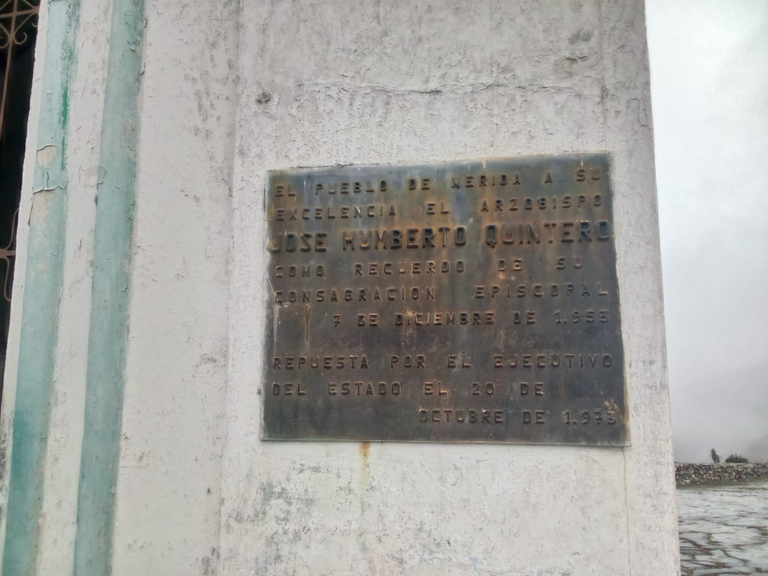 EL PUEBLO DE MERIDA A SU
EXCELENCIA EL ARZOBISPO
JOSE HUMBERTO QUINTERO
COMO RECUERDO DE SU
CONSAGRACION EPISCOPAL
7 DE DICIEMBRE DE 1.953
REPUESTA POR EL EJECUTIVO
DEL ESTADO EL 20 DE
OCTUBRE DE 1.973